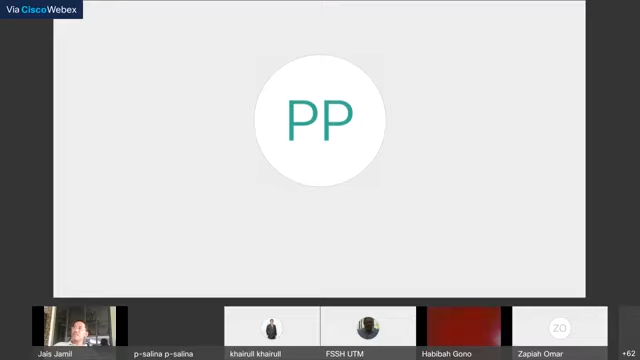 Via CiscoWebex
PP
ZO
Jais Jamil
p-salina p-salina
khairull khairull
FSSH UTM
Habibah Gono
Zapiah Omar
+62